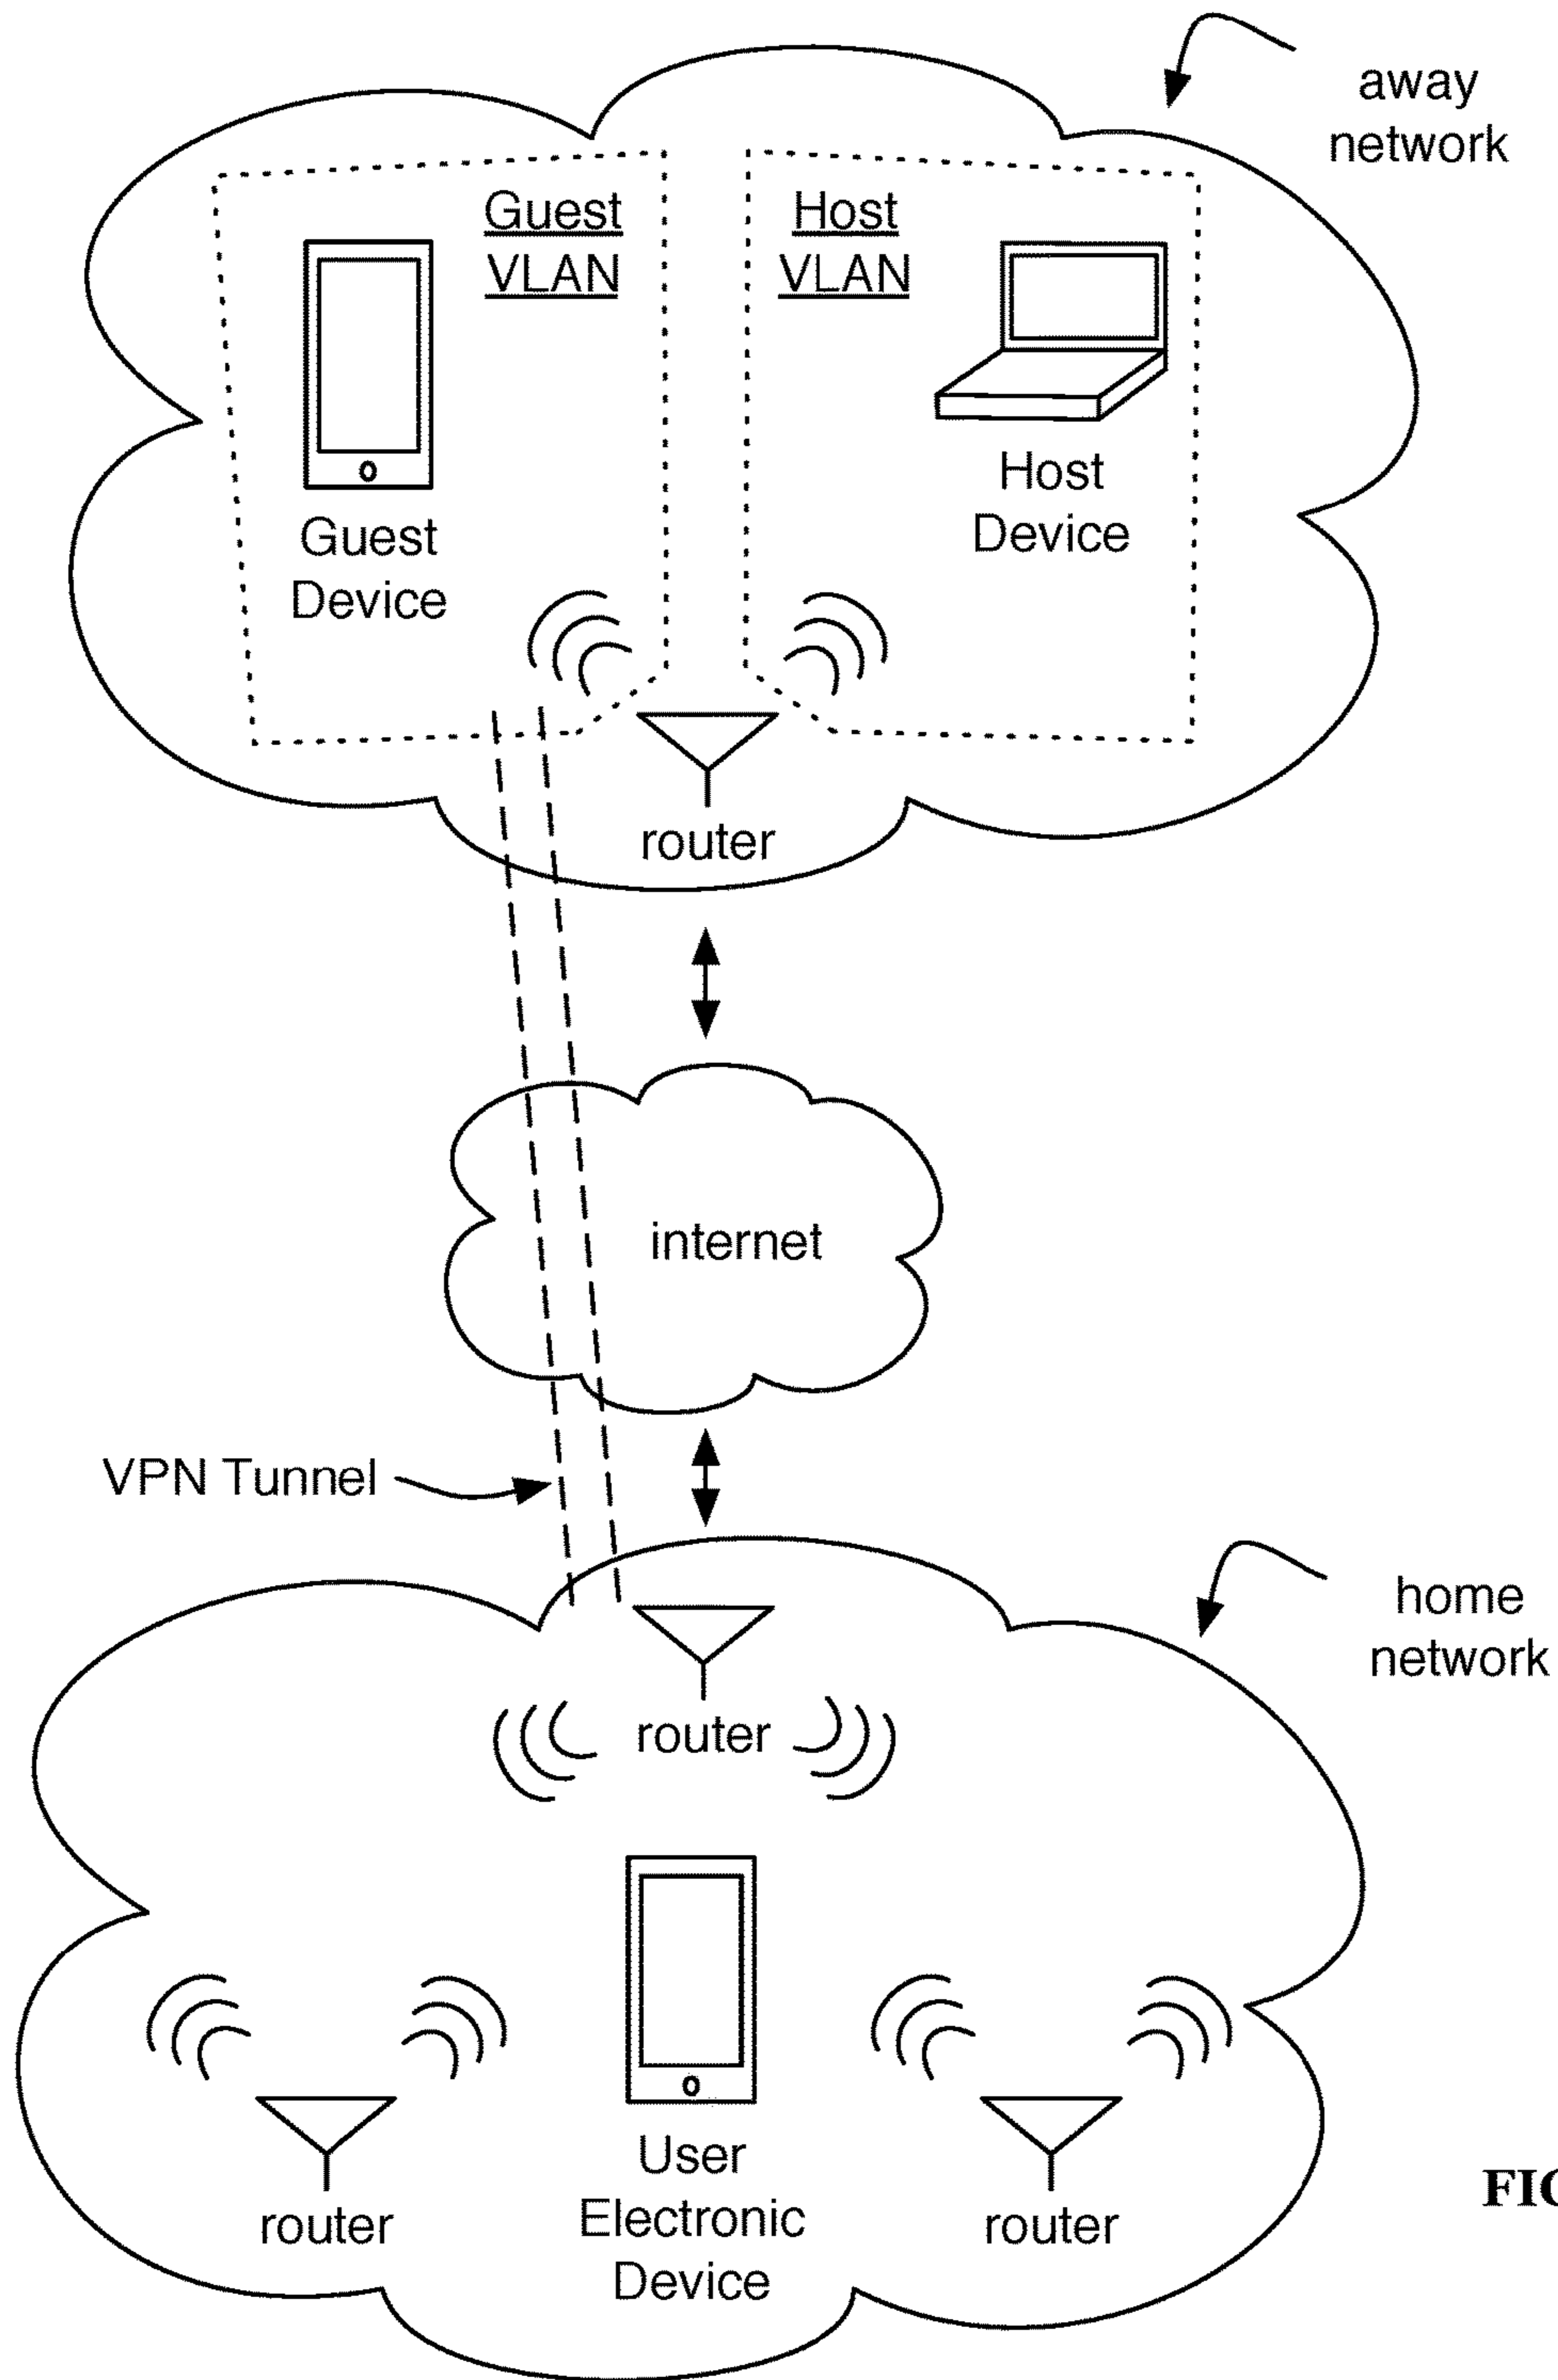 away
network
Guest
VLAN
Host
VLAN
Host
Device
Guest
Device
router
internet
VPN Tunnel
home
network
router
User
Electronic
Device
router
router
FIG